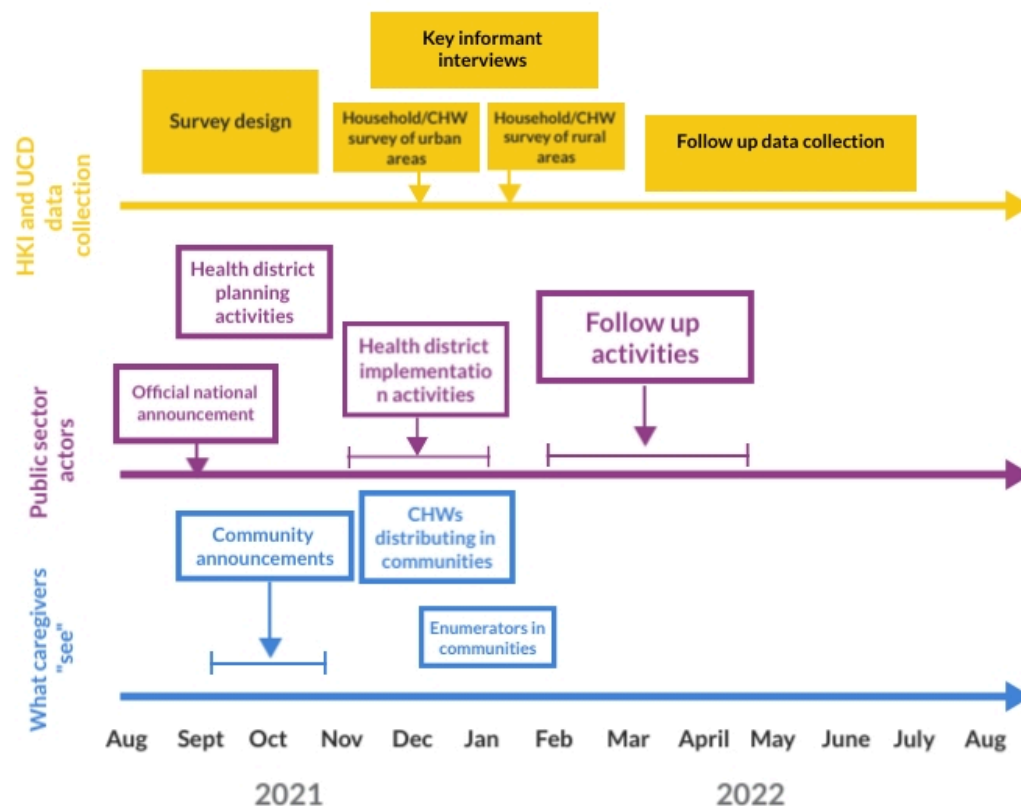 HKI and UCD
data
collection
Survey design
Key informant
interviews
Household/CHW
survey of urban
areas
Household/CHW
survey of rural
areas
Follow up data collection
Public sector
actors
Health district
planning
activities
Official national
announcement
Health district
implementatio
n activities
Follow up
activities
What caregivers
"see"
Community
announcements
CHWs
distributing in
communities
Enumerators in
communities
Aug Sept Oct Nov Dec Jan Feb Mar April May June July Aug
2021 2022